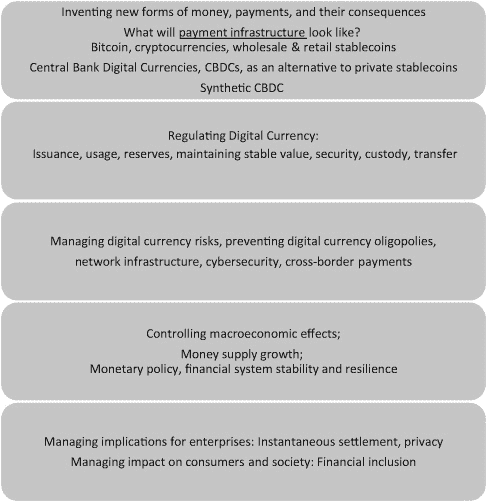 Inventing new forms of money, payments, and their consequences
What will payment infrastructure look like?
Bitcoin, cryptocurrencies, wholesale & retail stablecoins
Central Bank Digital Currencies, CBDCs, as an alternative to private stablecoins
Synthetic CBDC
Regulating Digital Currency:
Issuance, usage, reserves, maintaining stable value, security, custody, transfer
Managing digital currency risks, preventing digital currency oligopolies,
network infrastructure, cybersecurity, cross-border payments
Controlling macroeconomic effects;
Money supply growth;
Monetary policy, financial system stability and resilience
Managing implications for enterprises: Instantaneous settlement, privacy
Managing impact on consumers and society: Financial inclusion